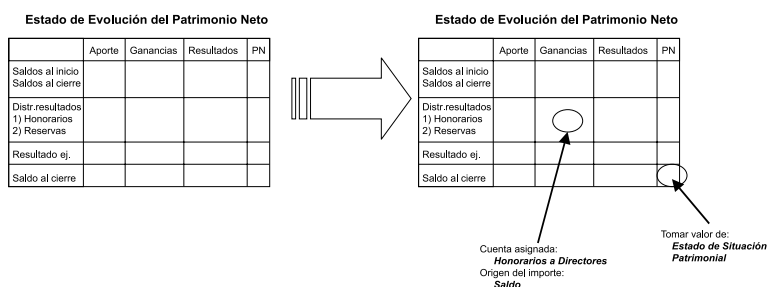 Estado de Evolución del Patrimonio Neto
Aporte Ganancias Resultados PN
Saldos al inicio
Saldos al cierre
Distr.resultados
1) Honorarios
2) Reservas
Resultado ej.
Saldo al cierre
Estado de Evolución del Patrimonio Neto
Aporte Ganancias Resultados PN
Saldos al inicio
Saldos al cierre
Distr.resultados
1) Honorarios
2) Reservas
Resultado ej.
Saldo al cierre
Cuenta asignada:
Honorarios a Directores
Origen del importe:
Saldo
Tomar valor de:
Estado de Situación
Patrimonial